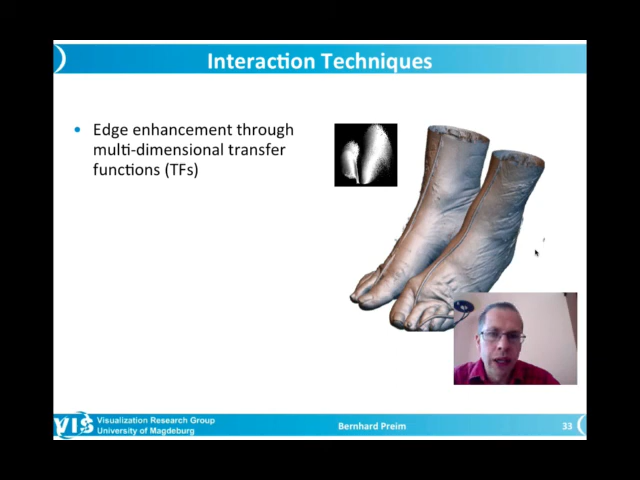 Interaction Techniques
• Edge enhancement through
multi-dimensional transfer
functions (TFs)
VIS
Visualization Research Group
University of Magdeburg
Bernhard Preim
33